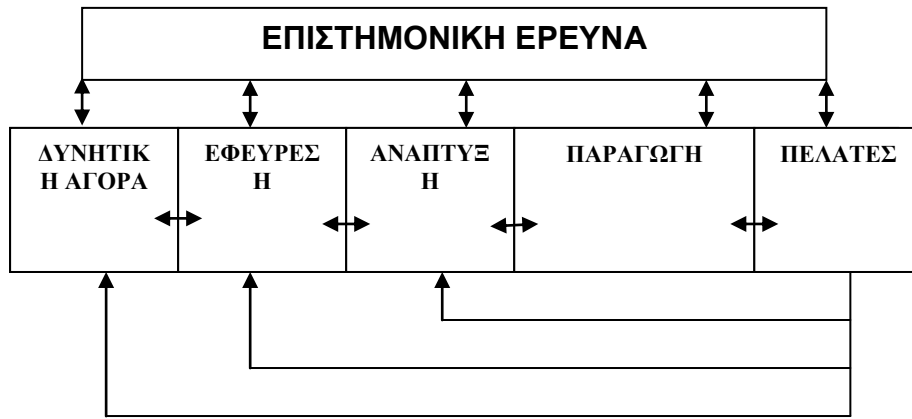 ΕΠΙΣΤΗΜΟΝΙΚΗ ΕΡΕΥΝΑ
ΔΥΝΗΤΙΚ
Η ΑΓΟΡΑ
ΕΦΕΥΡΕΣ
Η
ΑΝΑΠΤΥΞ
Η
ΠΑΡΑΓΩΓΗ
ΠΕΛΑΤΕΣ